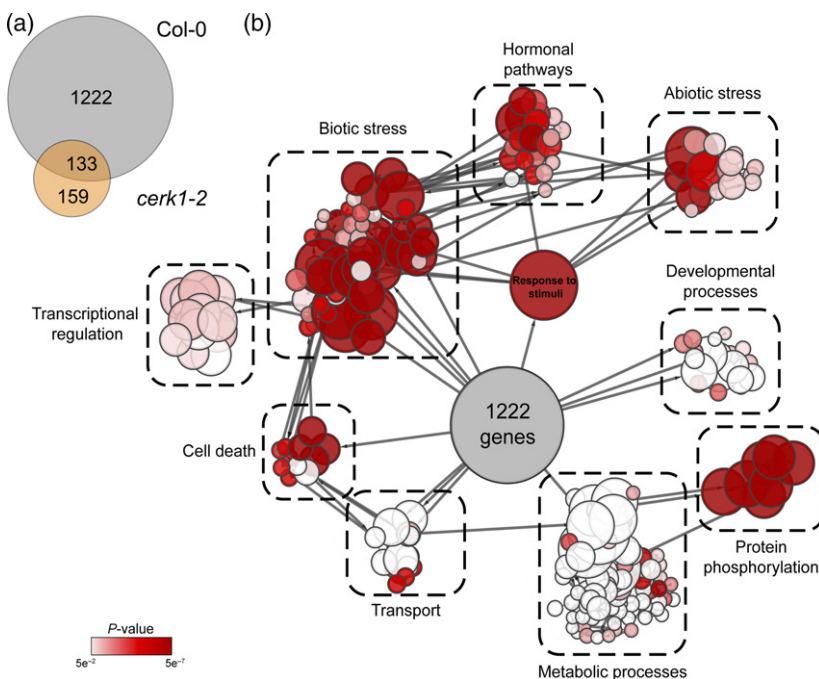 (a)
Col-0
1222
133
159
cerk1-2
(b)
Hormonal
pathways
Abiotic stress
Biotic stress
Response to
stimuli
Developmental
processes
Transcriptional
regulation
1222
genes
Cell death
Protein
phosphorylation
Transport
Metabolic processes
P-value
5e⁻² 5e⁻⁷